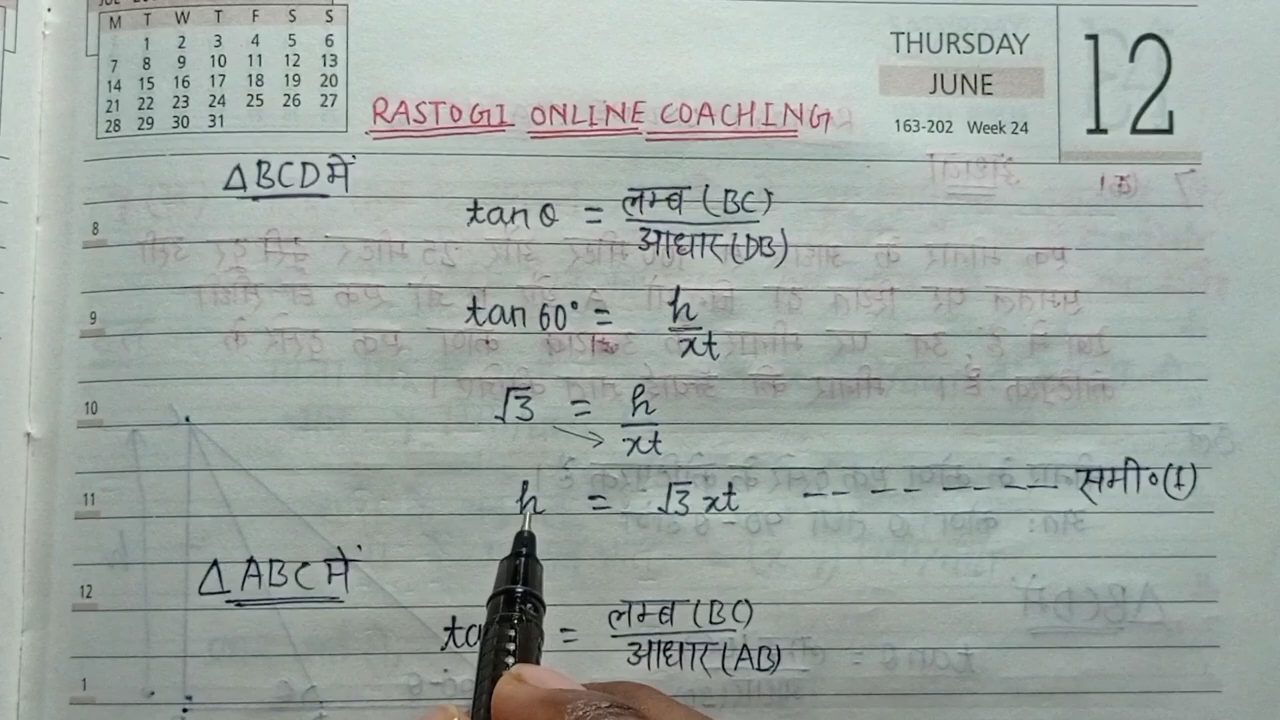 M T W T F S S
1 2 3 4 5 6
7 8 9 10 11 12 13
14 15 16 17 18 19 20
21 22 23 24 25 26 27
28 29 30 31
THURSDAY
JUNE
163-202 Week 24
12
RASTOGI ONLINE COACHING
ΔBCD में
8
tan θ = लम्ब (BC) / आधार (DB)
9
tan 60° = h / xt
10
√3 = h / xt
11
h = √3 xt -------- समी० (1)
12
Δ ABC में
= लम्ब (BC) / आधार (AB)
1